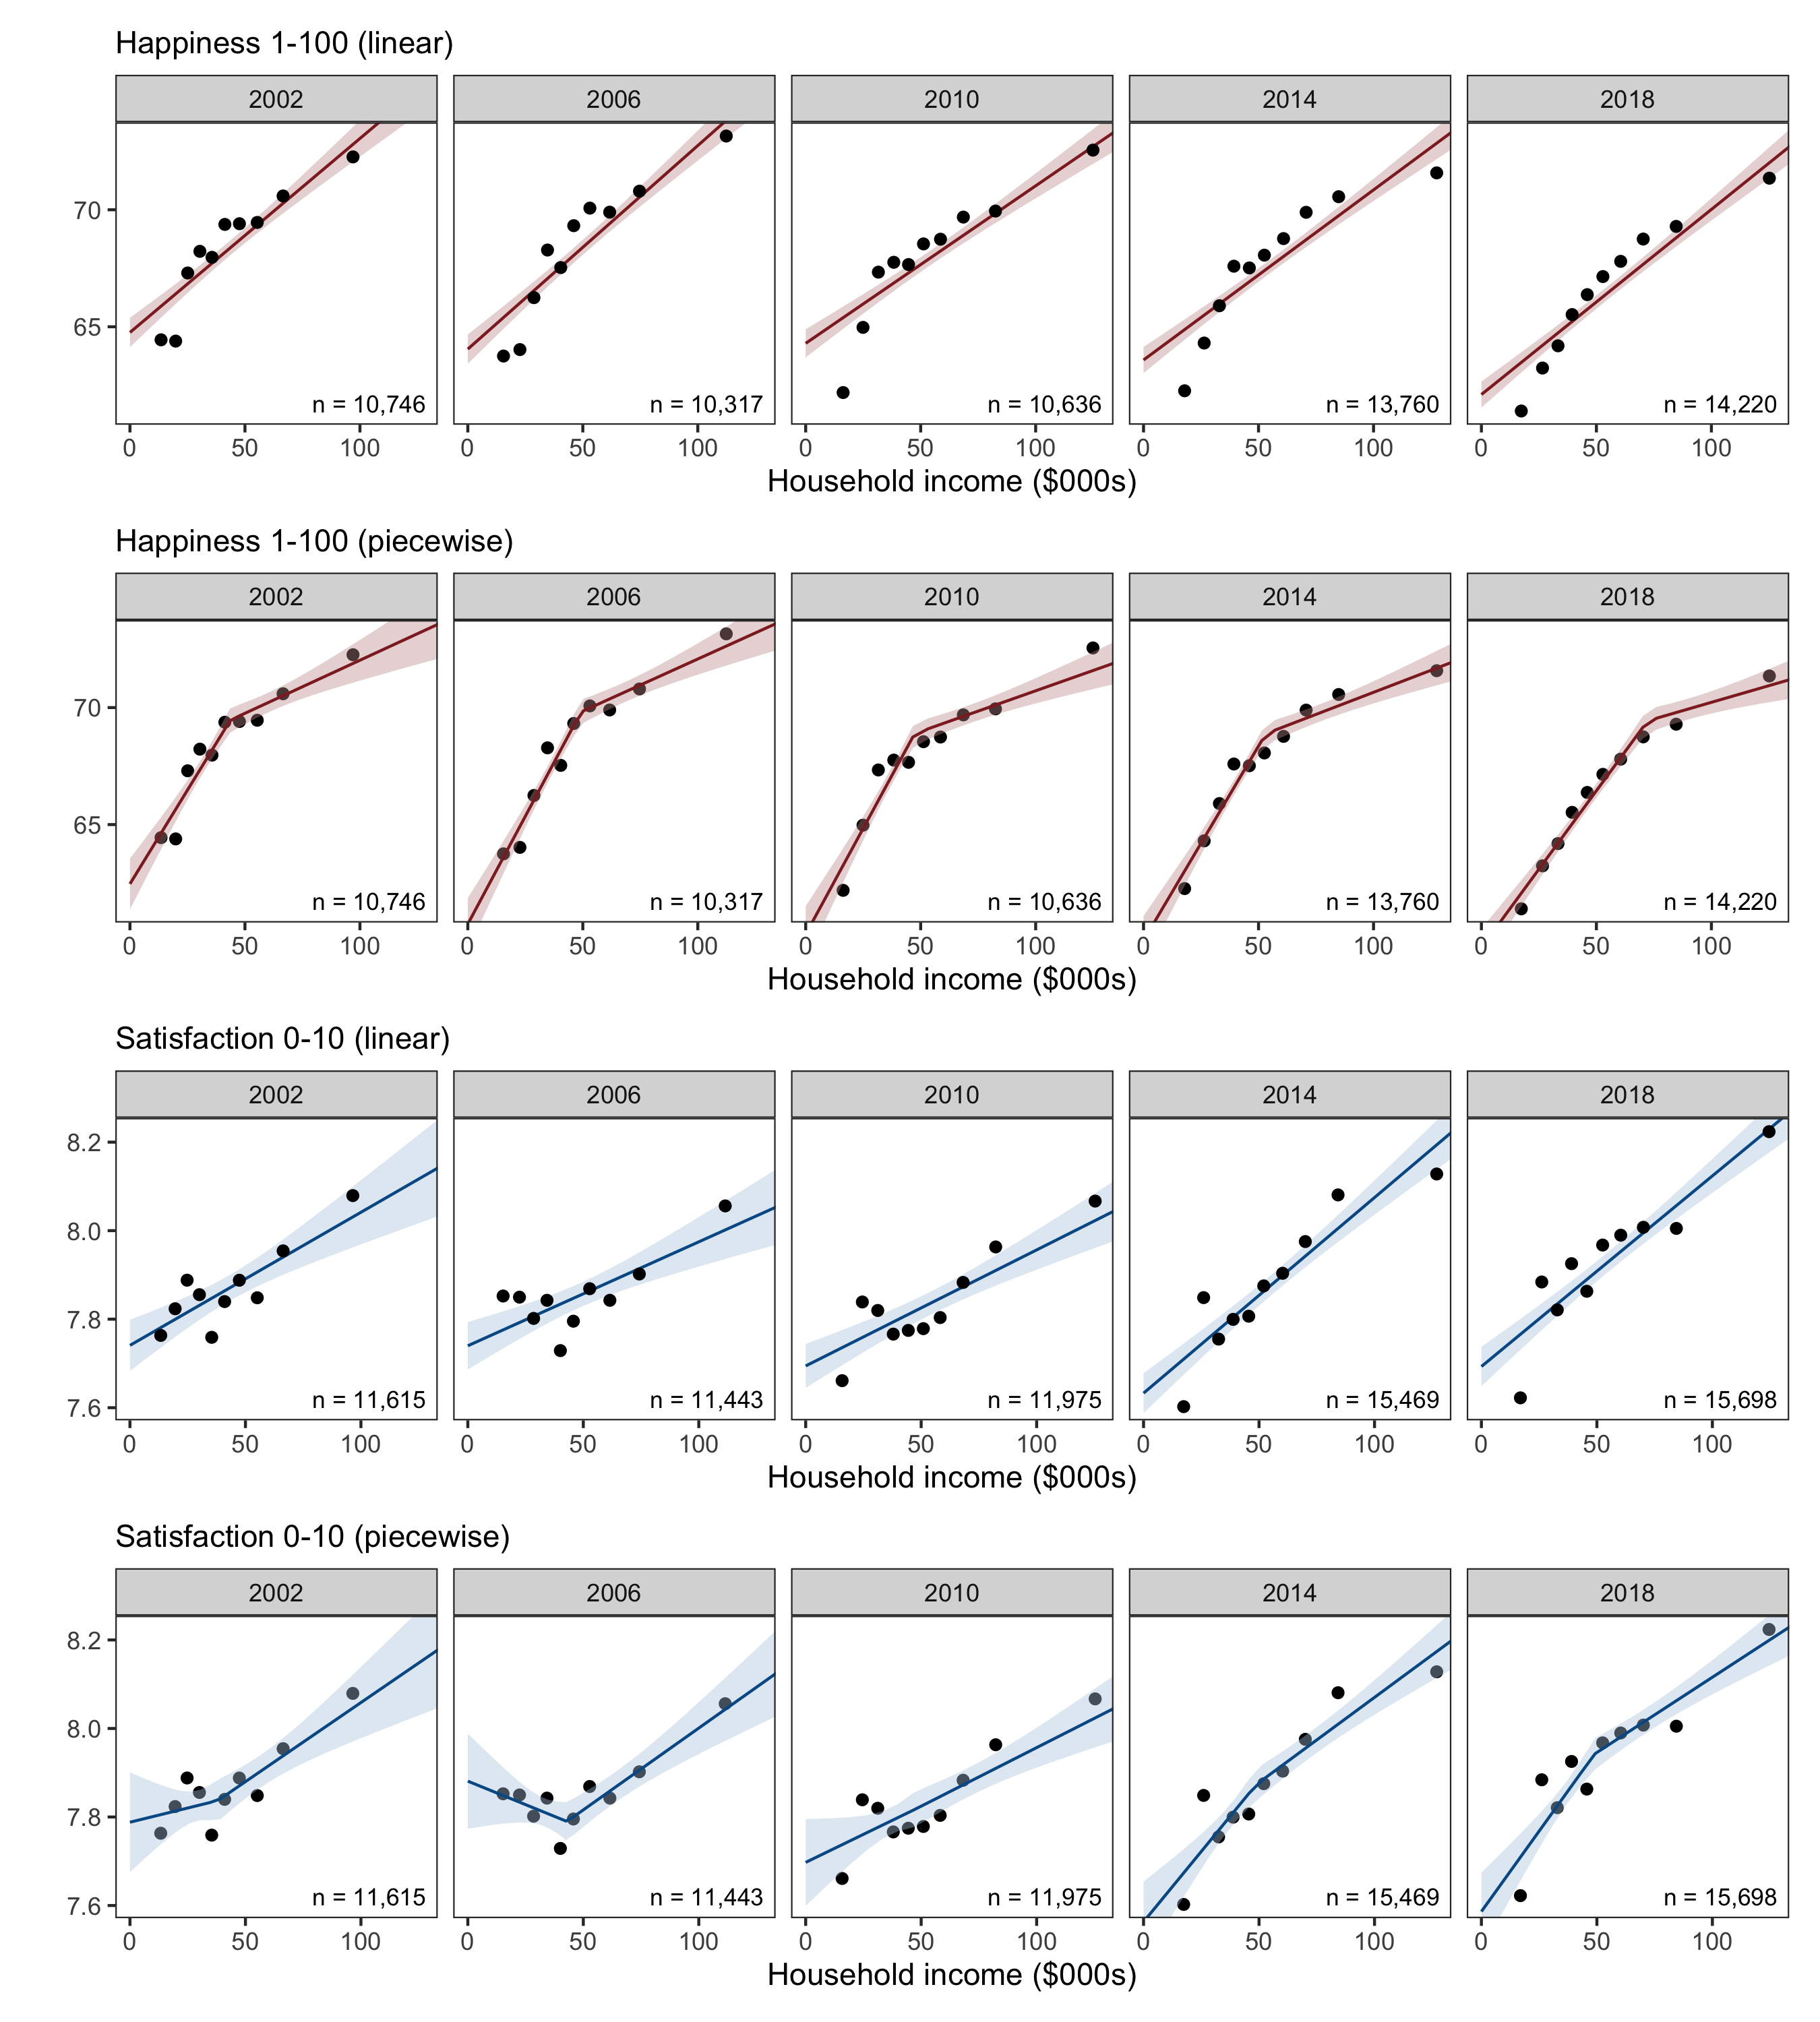 Happiness 1-100 (linear)
2002 2006 2010 2014 2018
70
65
n = 10,746 n = 10,317 n = 10,636 n = 13,760 n = 14,220
0 50 100 0 50 100 0 50 100 0 50 100 0 50 100
Household income ($000s)
Happiness 1-100 (piecewise)
2002 2006 2010 2014 2018
70
65
n = 10,746 n = 10,317 n = 10,636 n = 13,760 n = 14,220
0 50 100 0 50 100 0 50 100 0 50 100 0 50 100
Household income ($000s)
Satisfaction 0-10 (linear)
2002 2006 2010 2014 2018
8.2
8.0
7.8
7.6
n = 11,615 n = 11,443 n = 11,975 n = 15,469 n = 15,698
0 50 100 0 50 100 0 50 100 0 50 100 0 50 100
Household income ($000s)
Satisfaction 0-10 (piecewise)
2002 2006 2010 2014 2018
8.2
8.0
7.8
7.6
n = 11,615 n = 11,443 n = 11,975 n = 15,469 n = 15,698
0 50 100 0 50 100 0 50 100 0 50 100 0 50 100
Household income ($000s)